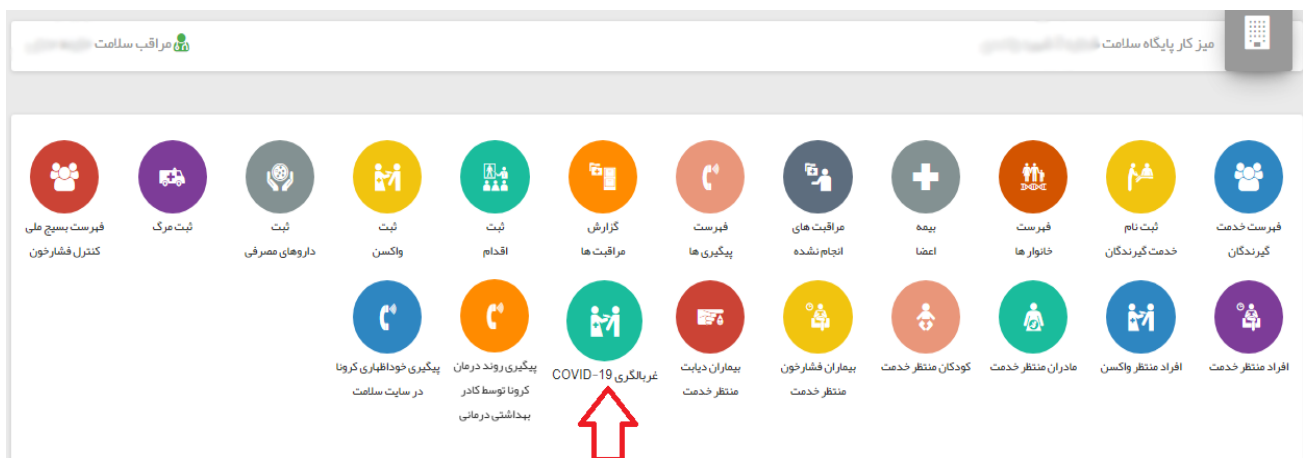 میز کار پایگاه سلامت
مراقب سلامت
فهرست خدمت
گیرندگان
ثبت نام
خدمت گیرندگان
فهرست
خانوار ها
بیمه
اعضا
مراقبت های
انجام نشده
فهرست
پیگیری ها
گزارش
مراقبت ها
ثبت
اقدام
ثبت
واکسن
ثبت
داروهای مصرفی
ثبت مرگ
فهرست بسیج ملی
کنترل فشارخون
افراد منتظر خدمت
افراد منتظر واکسن
مادران منتظر خدمت
کودکان منتظر خدمت
بیماران فشارخون
منتظر خدمت
بیماران دیابت
منتظر خدمت
غربالگری COVID-19
پیگیری روند درمان
کرونا توسط کادر
بهداشتی درمانی
پیگیری خوداظهاری کرونا
در سایت سلامت